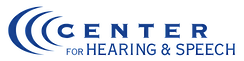 CENTER
FOR HEARING & SPEECH